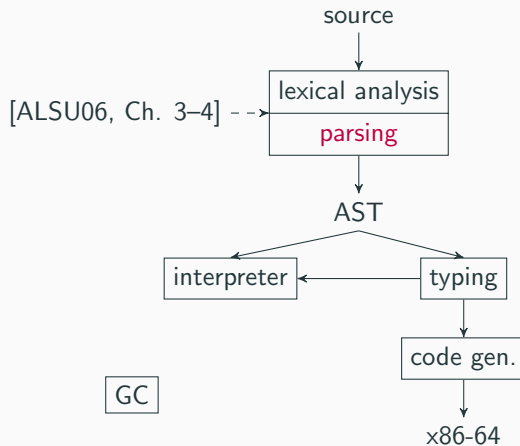 source
lexical analysis
[ALSU06, Ch. 3–4]
parsing
AST
interpreter
typing
code gen.
GC
x86-64